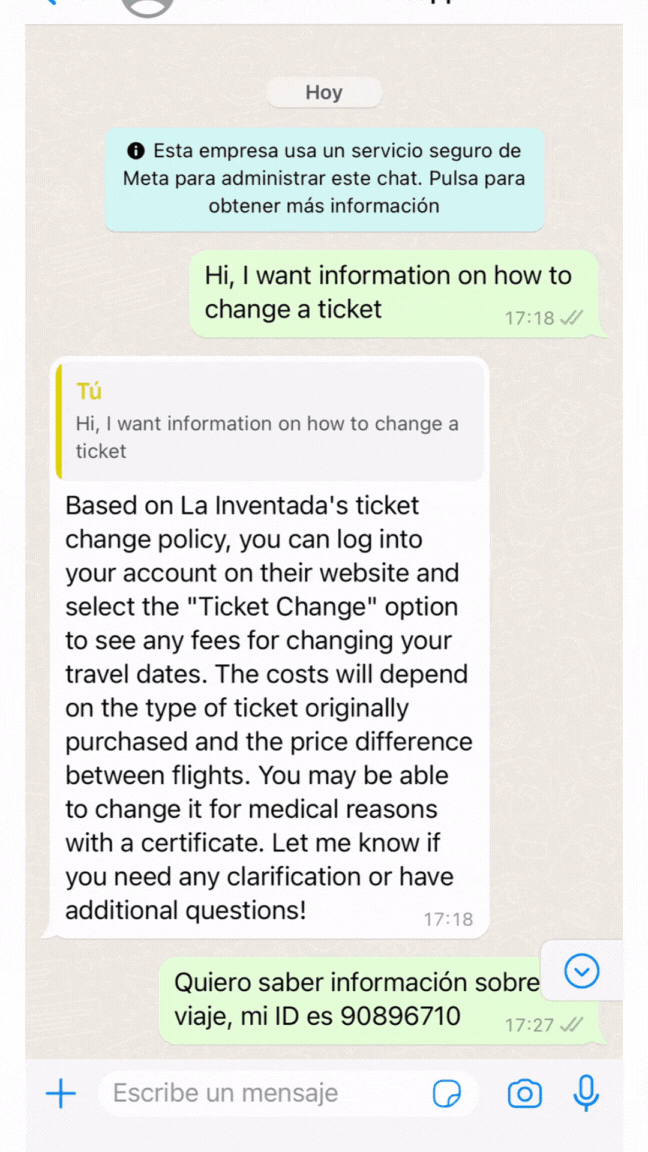 Hoy
Esta empresa usa un servicio seguro de
Meta para administrar este chat. Pulsa para
obtener más información
Hi, I want information on how to
change a ticket
17:18
Tú
Hi, I want information on how to change a
ticket
Based on La Inventada's ticket
change policy, you can log into
your account on their website and
select the "Ticket Change" option
to see any fees for changing your
travel dates. The costs will depend
on the type of ticket originally
purchased and the price difference
between flights. You may be able
to change it for medical reasons
with a certificate. Let me know if
you need any clarification or have
additional questions!
17:18
Quiero saber información sobre
viaje, mi ID es 90896710
17:27
Escribe un mensaje